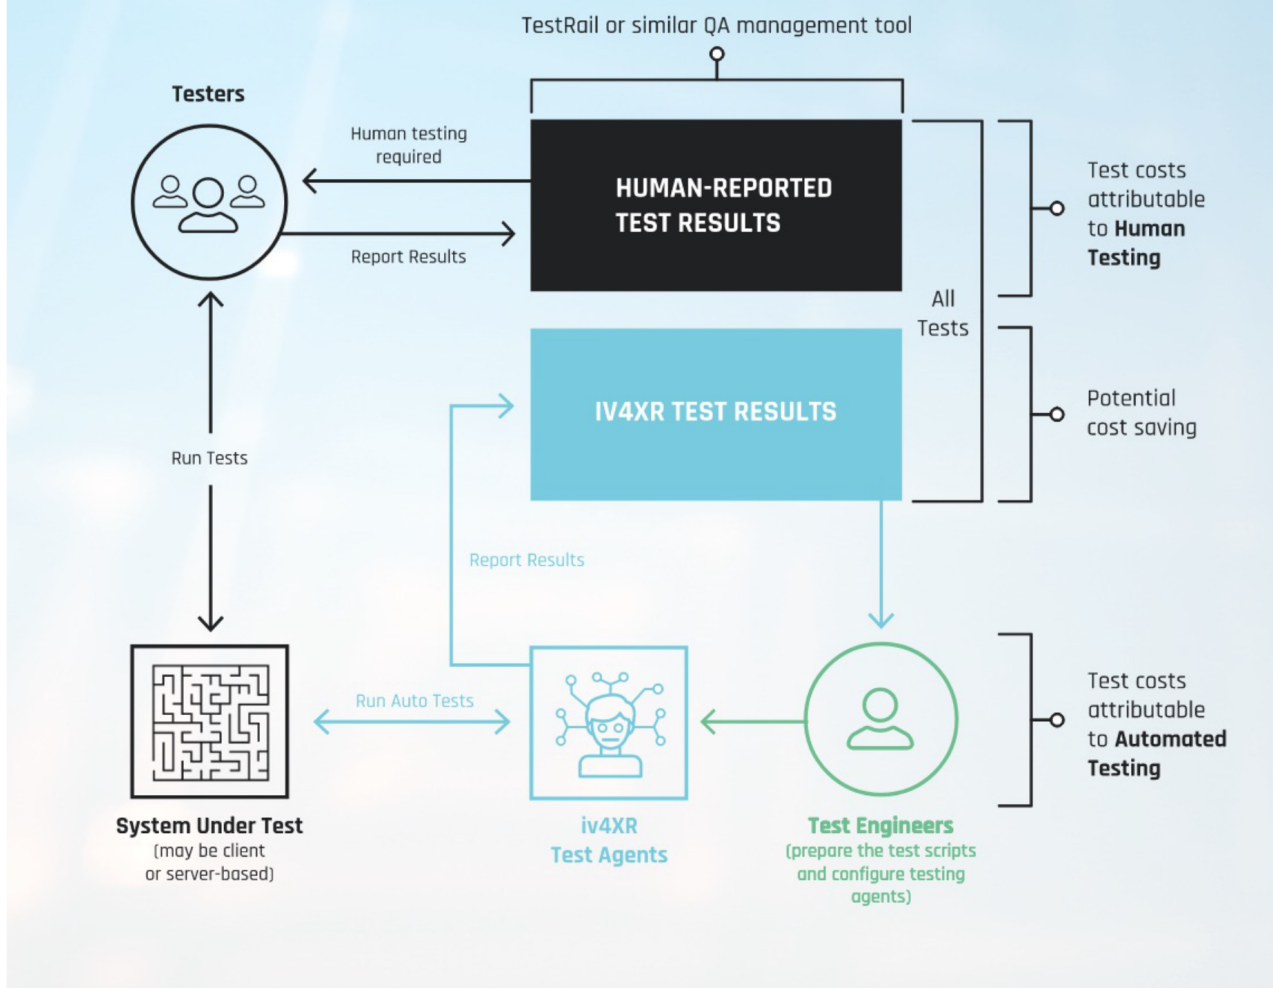 TestRail or similar QA management tool
Testers
Human testing
required
HUMAN-REPORTED
TEST RESULTS
Report Results
Test costs
attributable
to Human
Testing
All
Tests
IV4XR TEST RESULTS
Potential
cost saving
Run Tests
Report Results
Run Auto Tests
Test costs
attributable
to Automated
Testing
System Under Test
(may be client
or server-based)
iv4XR
Test Agents
Test Engineers
(prepare the test scripts
and configure testing
agents)